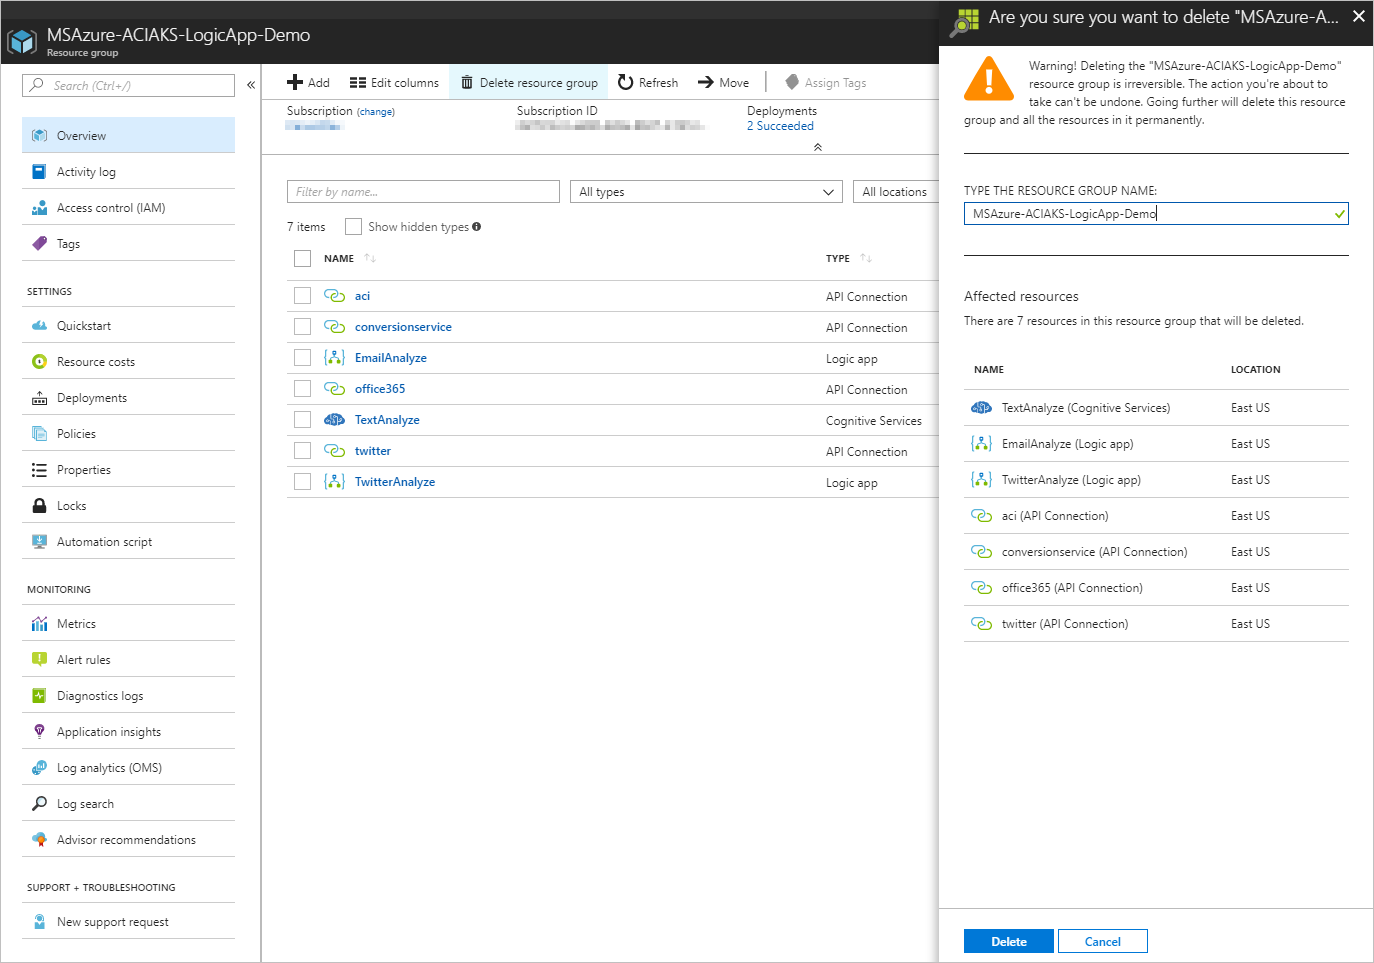 MSAzure-ACIAKS-LogicApp-Demo
Resource group
Search (Ctrl+/)
Overview
Activity log
Access control (IAM)
Tags
SETTINGS
Quickstart
Resource costs
Deployments
Policies
Properties
Locks
Automation script
MONITORING
Metrics
Alert rules
Diagnostics logs
Application insights
Log analytics (OMS)
Log search
Advisor recommendations
SUPPORT + TROUBLESHOOTING
New support request
Add Edit columns Delete resource group Refresh Move Assign Tags
Subscription (change) Subscription ID Deployments
2 Succeeded
Filter by name... All types All locations
7 items Show hidden types
NAME TYPE
aci API Connection
conversionservice API Connection
EmailAnalyze Logic app
office365 API Connection
TextAnalyze Cognitive Services
twitter API Connection
TwitterAnalyze Logic app
Are you sure you want to delete "MSAzure-A...
Warning! Deleting the "MSAzure-ACIAKS-LogicApp-Demo"
resource group is irreversible. The action you're about to
take can't be undone. Going further will delete this resource
group and all the resources in it permanently.
TYPE THE RESOURCE GROUP NAME:
MSAzure-ACIAKS-LogicApp-Demo
Affected resources
There are 7 resources in this resource group that will be deleted.
NAME LOCATION
TextAnalyze (Cognitive Services) East US
EmailAnalyze (Logic app) East US
TwitterAnalyze (Logic app) East US
aci (API Connection) East US
conversionservice (API Connection) East US
office365 (API Connection) East US
twitter (API Connection) East US
Delete Cancel